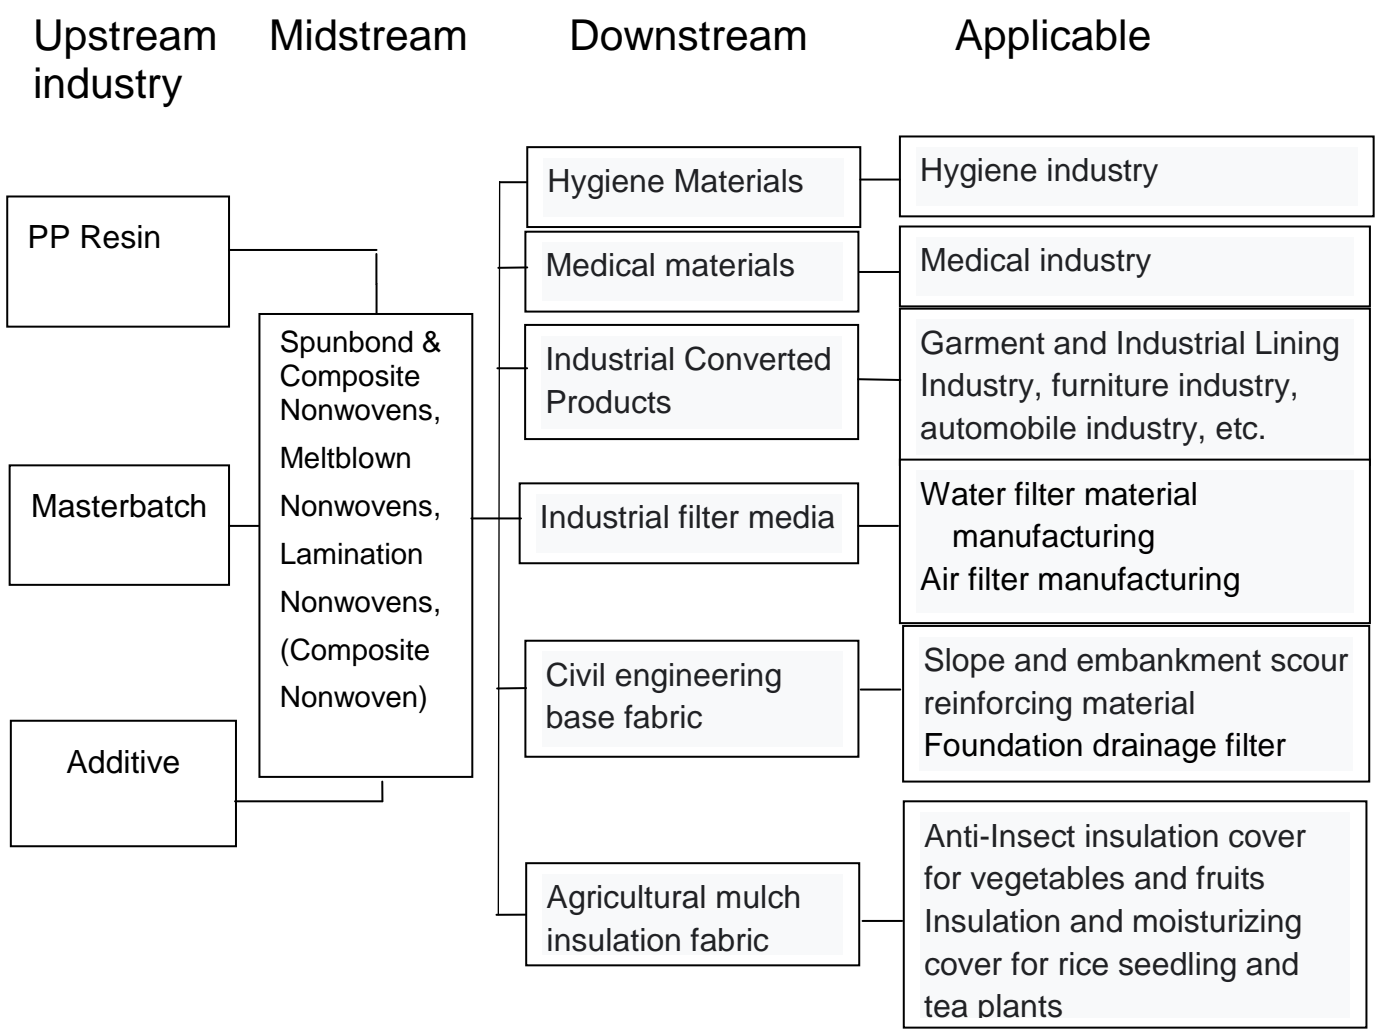 Upstream
industry
Midstream
Downstream
Applicable
PP Resin
Masterbatch
Additive
Spunbond &
Composite
Nonwovens,
Meltblown
Nonwovens,
Lamination
Nonwovens,
(Composite
Nonwoven)
Hygiene Materials
Hygiene industry
Medical materials
Medical industry
Industrial Converted
Products
Garment and Industrial Lining
Industry, furniture industry,
automobile industry, etc.
Industrial filter media
Water filter material
manufacturing
Air filter manufacturing
Civil engineering
base fabric
Slope and embankment scour
reinforcing material
Foundation drainage filter
Agricultural mulch
insulation fabric
Anti-Insect insulation cover
for vegetables and fruits
Insulation and moisturizing
cover for rice seedling and
tea plants